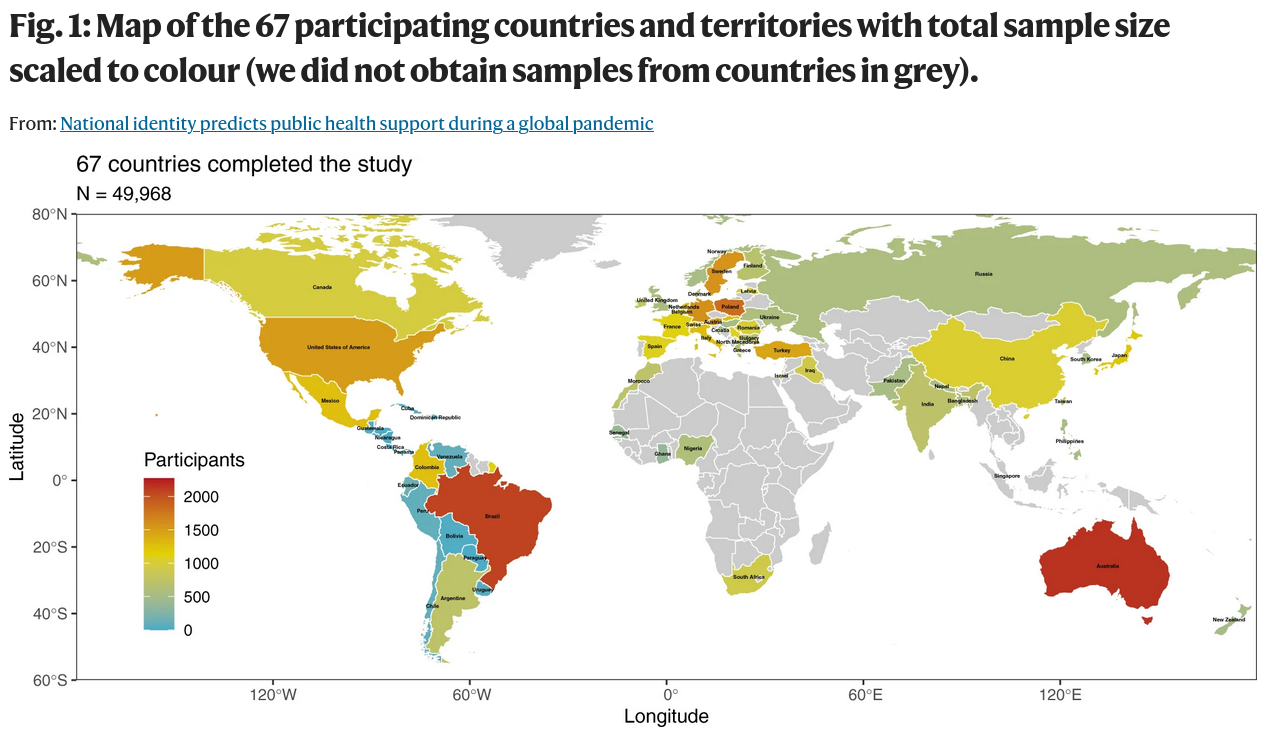 Fig. 1: Map of the 67 participating countries and territories with total sample size
scaled to colour (we did not obtain samples from countries in grey).
From: National identity predicts public health support during a global pandemic
67 countries completed the study
N = 49,968
80°N
60°N
40°N
20°N
0°
20°S
40°S
60°S
Latitude
Norway
Sweden
Finland
Russia
Canada
Latvia
Denmark
United Kingdom
Netherlands
Belgium
Poland
Ukraine
Austria
France
Swiss
Romania
Croatia
Bulgaria
Italy
North Macedonia
Spain
Greece
Turkey
United States of America
China
South Korea
Japan
Israel
Iraq
Morocco
Pakistan
Nepal
Mexico
India
Bangladesh
Taiwan
Cuba
Dominican Republic
Guatemala
Nicaragua
Costa Rica
Panama
Venezuela
Senegal
Ghana
Nigeria
Philippines
Colombia
Ecuador
Singapore
Peru
Brazil
Bolivia
Paraguay
Australia
South Africa
Uruguay
Argentine
Chile
New Zealand
Participants
2000
1500
1000
500
0
120°W
60°W
0°
60°E
120°E
Longitude